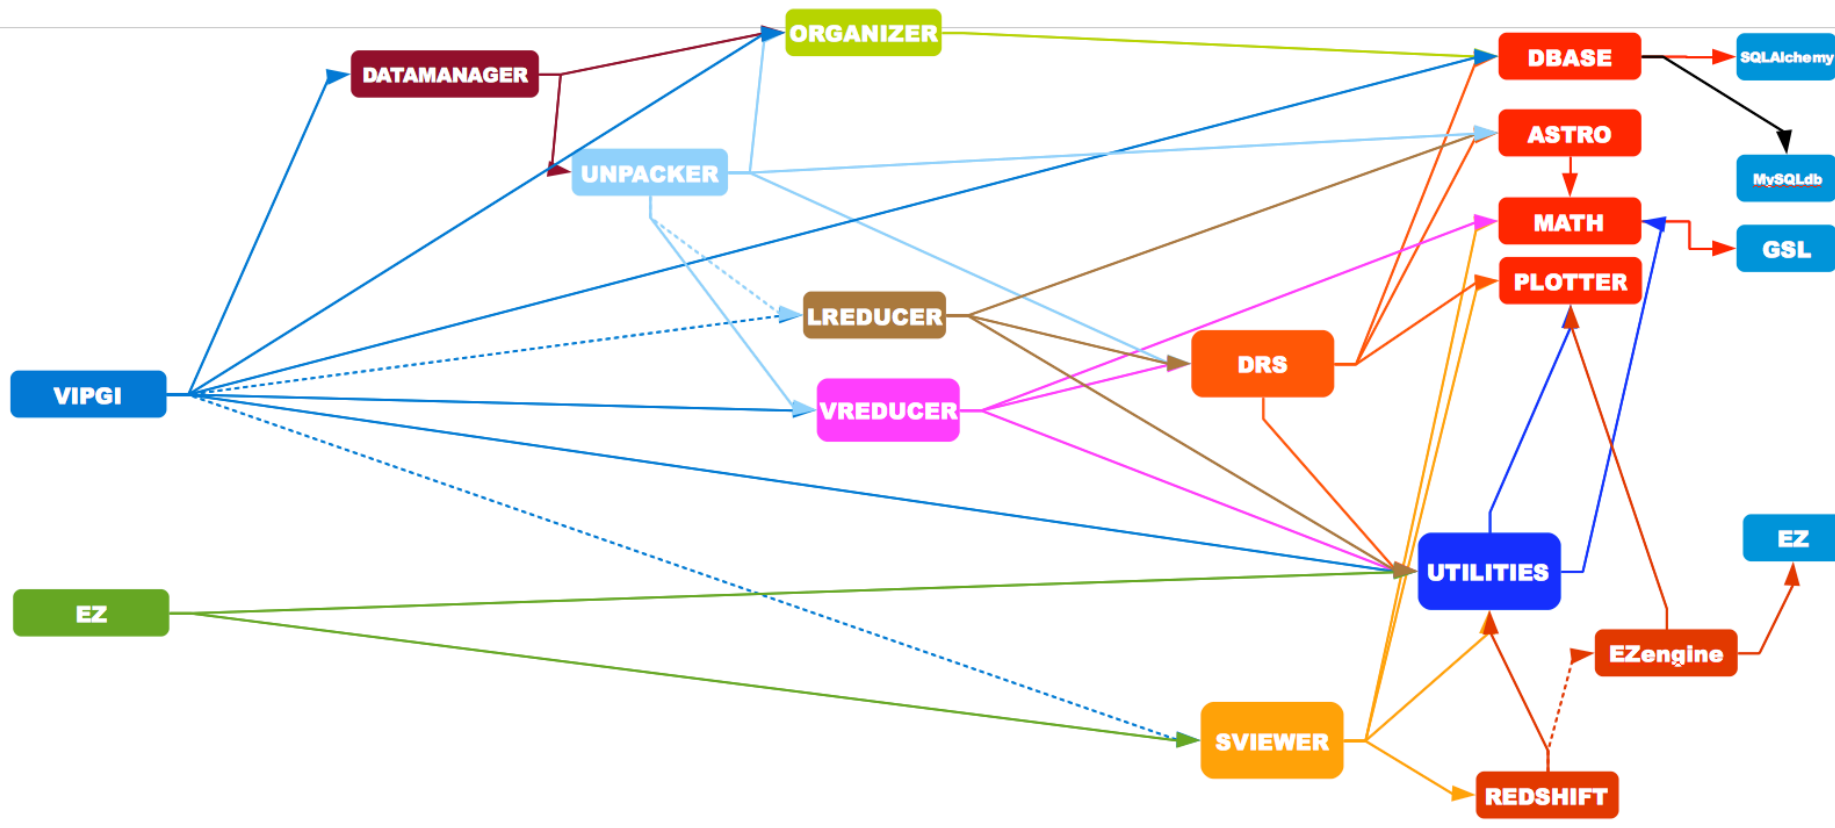 ORGANIZER
DBASE
SQLAlchemy
DATAMANAGER
ASTRO
UNPACKER
MySQLdb
MATH
GSL
PLOTTER
LREDUCER
DRS
VIPGI
VREDUCER
EZ
UTILITIES
EZ
EZengine
SVIEWER
REDSHIFT